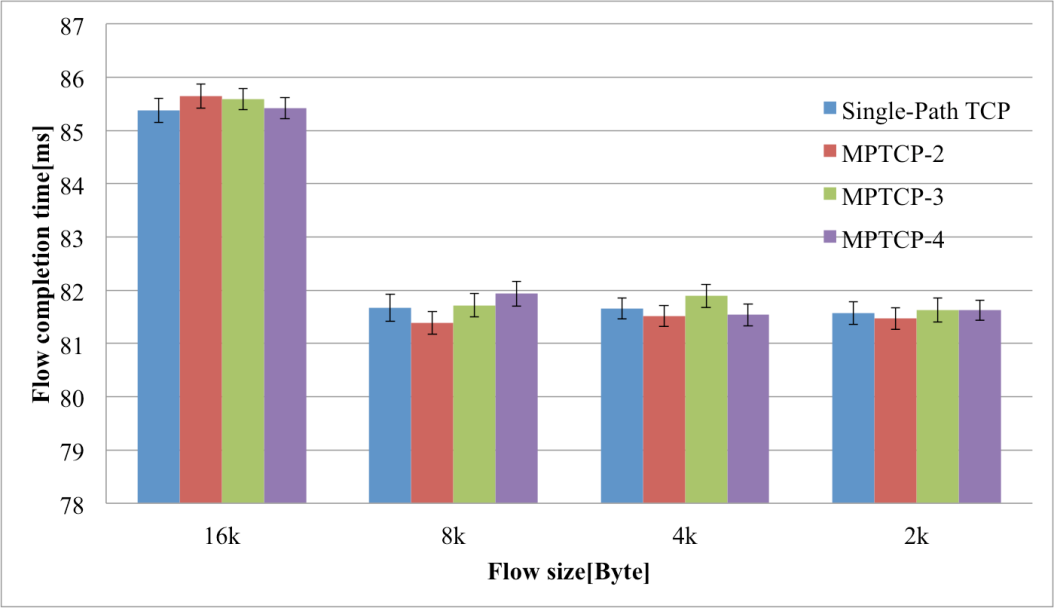 87
86
85
84
83
82
81
80
79
78
Flow completion time[ms]
Single-Path TCP
MPTCP-2
MPTCP-3
MPTCP-4
16k 8k 4k 2k
Flow size[Byte]